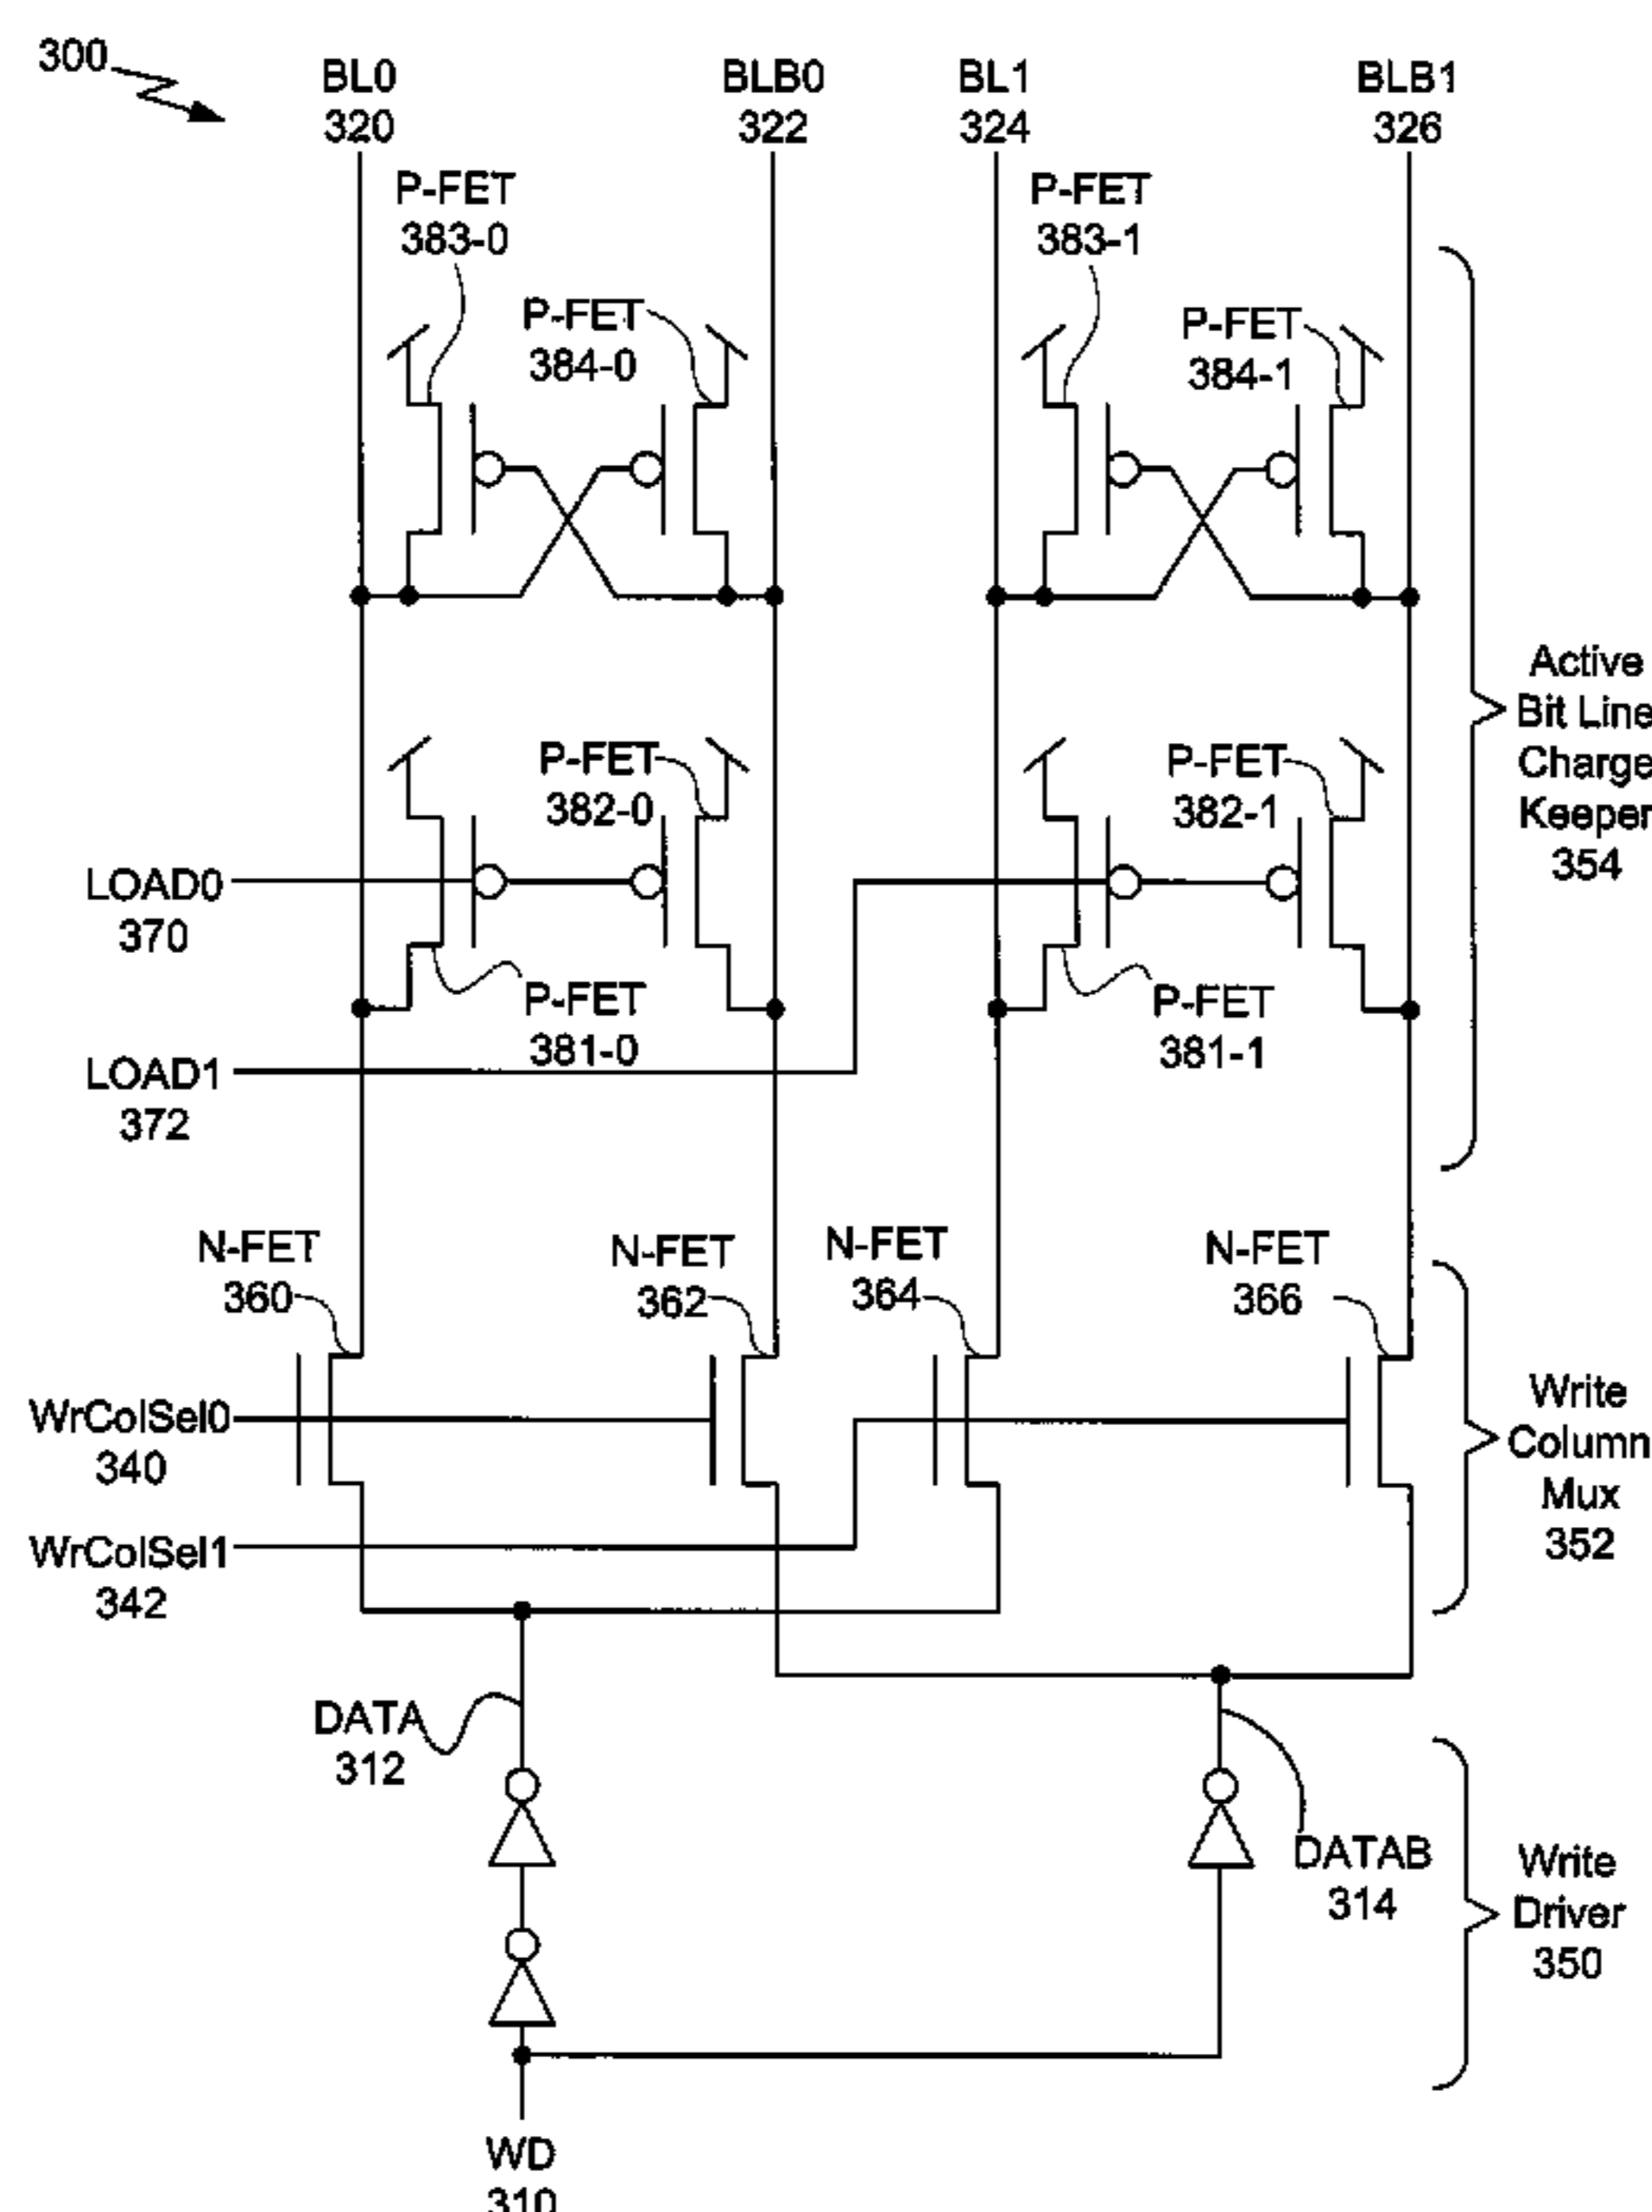 300
BL0
320
BLB0
322
BL1
324
BLB1
326
P-FET
383-0
P-FET
384-0
P-FET
383-1
P-FET
384-1
Active
Bit Line
Charge
Keeper
354
P-FET
382-0
P-FET
382-1
LOAD0
370
P-FET
381-0
P-FET
381-1
LOAD1
372
N-FET
360
N-FET
362
N-FET
364
N-FET
366
WrColSel0
340
Write
Column
Mux
352
WrColSel1
342
DATA
312
DATAB
314
Write
Driver
350
WD
310